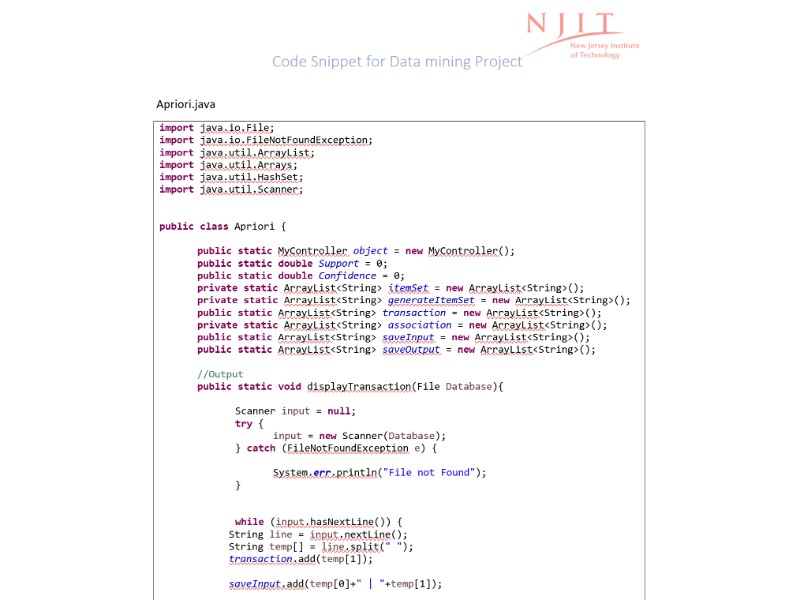 NJIT
New Jersey Institute
of Technology
Code Snippet for Data mining Project
Apriori.java
import java.io.File;
import java.io.FileNotFoundException;
import java.util.ArrayList;
import java.util.Arrays;
import java.util.HashSet;
import java.util.Scanner;
public class Apriori {
public static MyController object = new MyController();
public static double Support = 0;
public static double Confidence = 0;
private static ArrayList<String> itemSet = new ArrayList<String>();
private static ArrayList<String> generateItemSet = new ArrayList<String>();
public static ArrayList<String> transaction = new ArrayList<String>();
private static ArrayList<String> association = new ArrayList<String>();
public static ArrayList<String> saveInput = new ArrayList<String>();
public static ArrayList<String> saveOutput = new ArrayList<String>();
//Output
public static void displayTransaction(File Database){
Scanner input = null;
try {
input = new Scanner(Database);
} catch (FileNotFoundException e) {
System.err.println("File not Found");
}
while (input.hasNextLine()) {
String line = input.nextLine();
String temp[] = line.split(" ");
transaction.add(temp[1]);
saveInput.add(temp[0]+" | "+temp[1]);